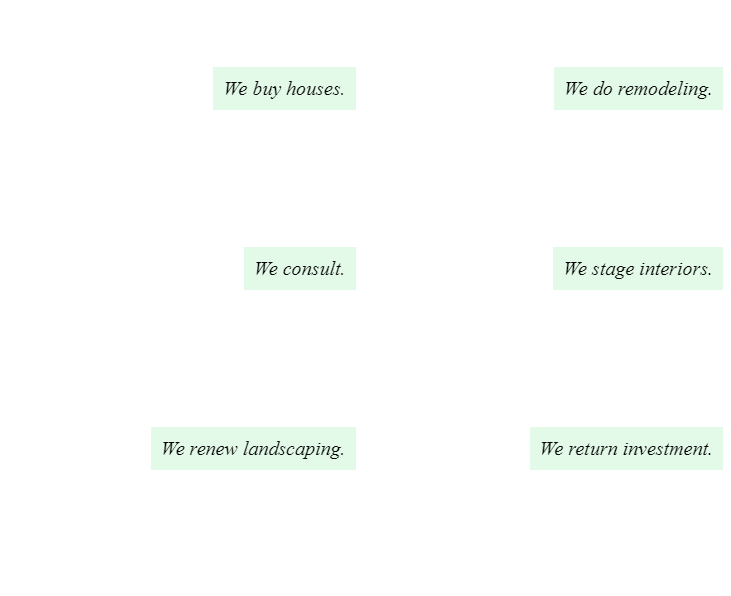 We buy houses.
We do remodeling.
We consult.
We stage interiors.
We renew landscaping.
We return investment.